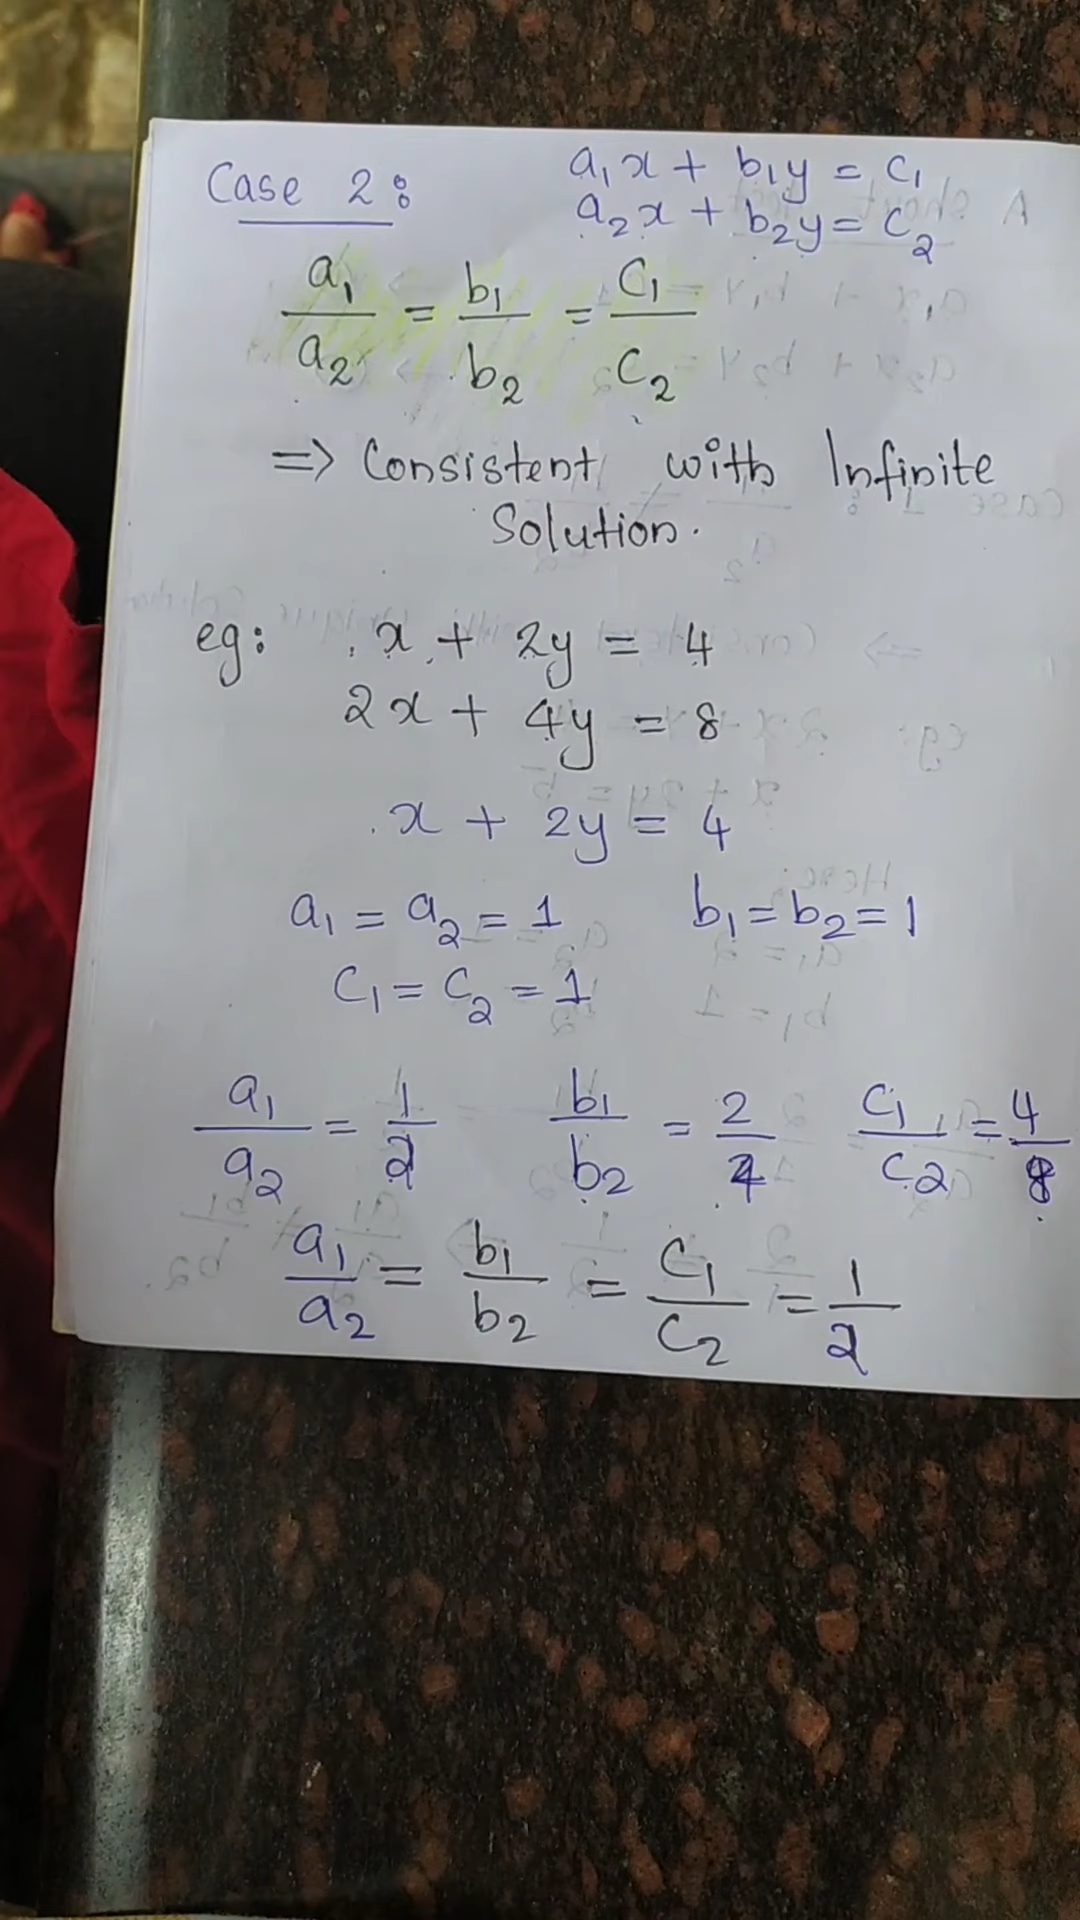 Case 2:
a₁x + b₁y = c₁
a₂x + b₂y = c₂
a₁/a₂ = b₁/b₂ = c₁/c₂
=> Consistent with Infinite
Solution.
eg: x + 2y = 4
2x + 4y = 8
x + 2y = 4
a₁ = a₂ = 1 b₁ = b₂ = 1
c₁ = c₂ = 1
a₁/a₂ = 1/2 b₁/b₂ = 2/4 c₁/c₂ = 4/8
a₁/a₂ = b₁/b₂ = c₁/c₂ = 1/2